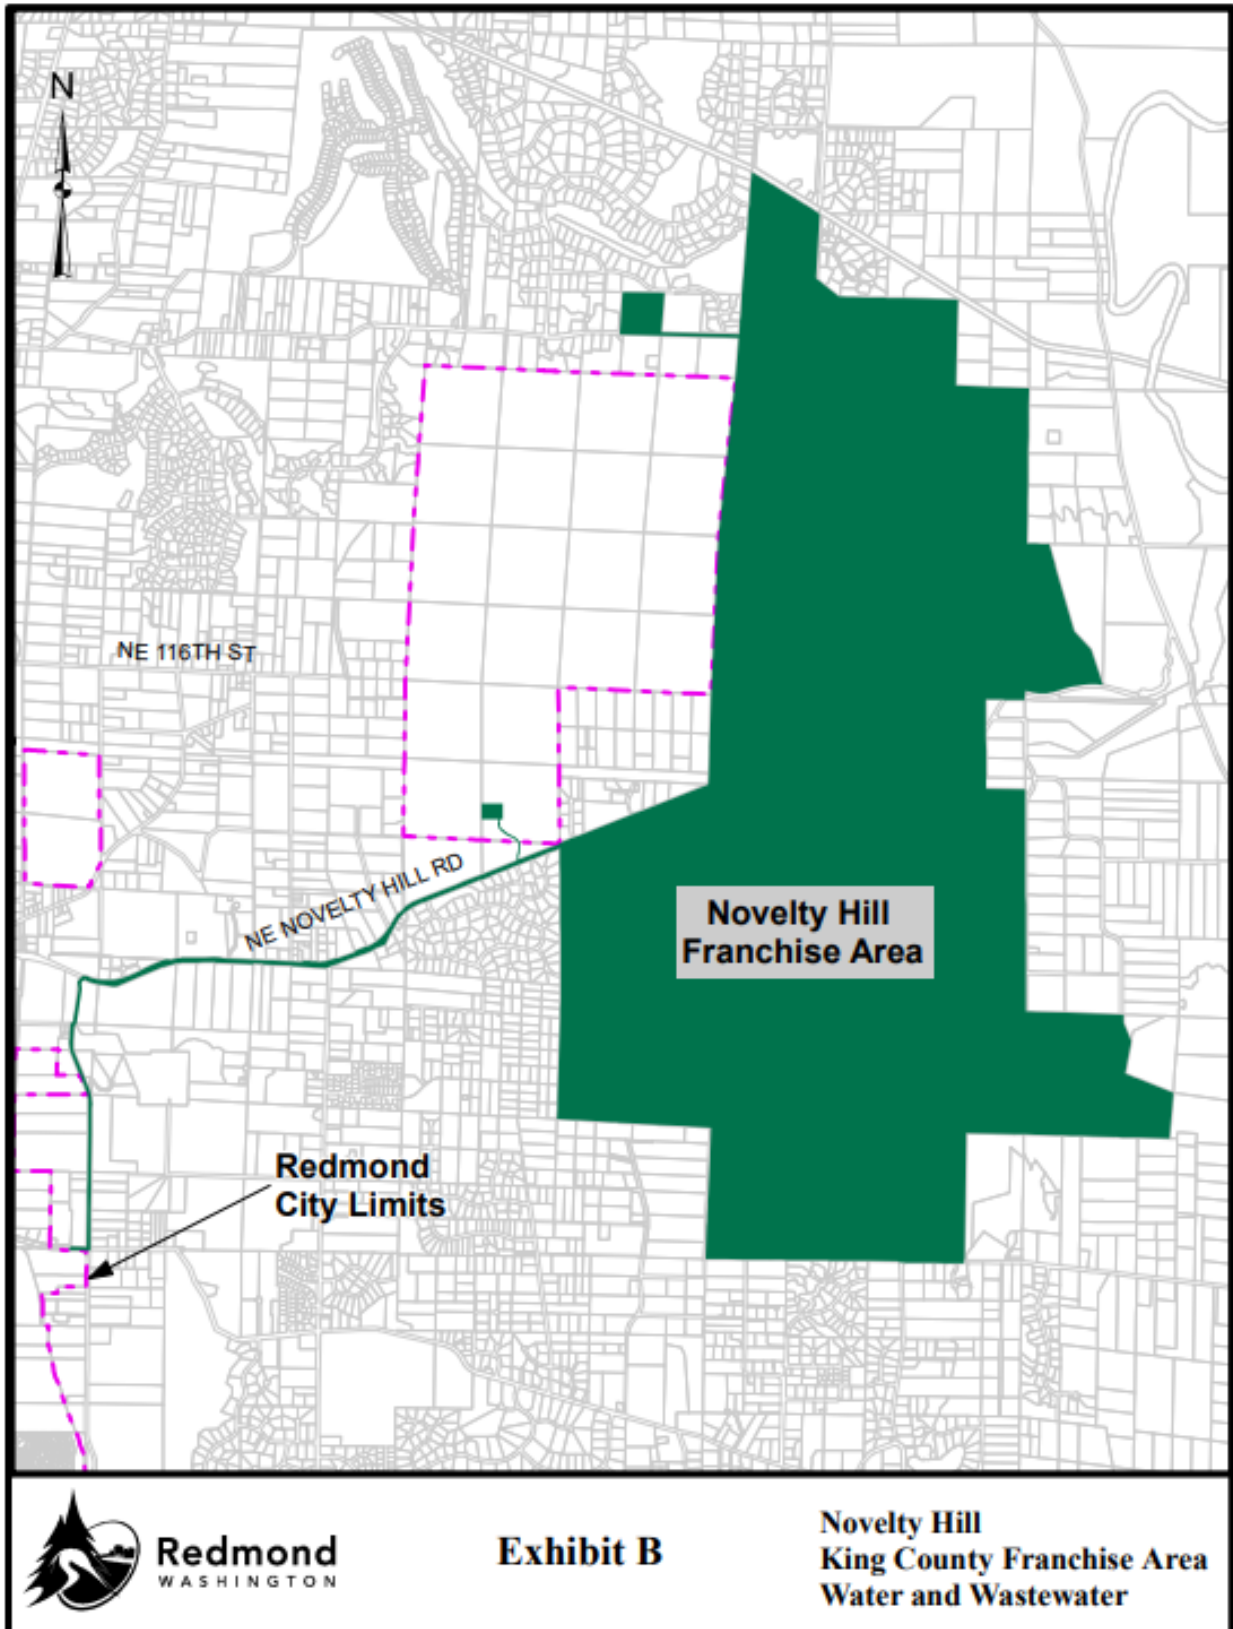 N
NE 116TH ST
NE NOVELTY HILL RD
Novelty Hill
Franchise Area
Redmond
City Limits
Redmond
WASHINGTON
Exhibit B
Novelty Hill
King County Franchise Area
Water and Wastewater